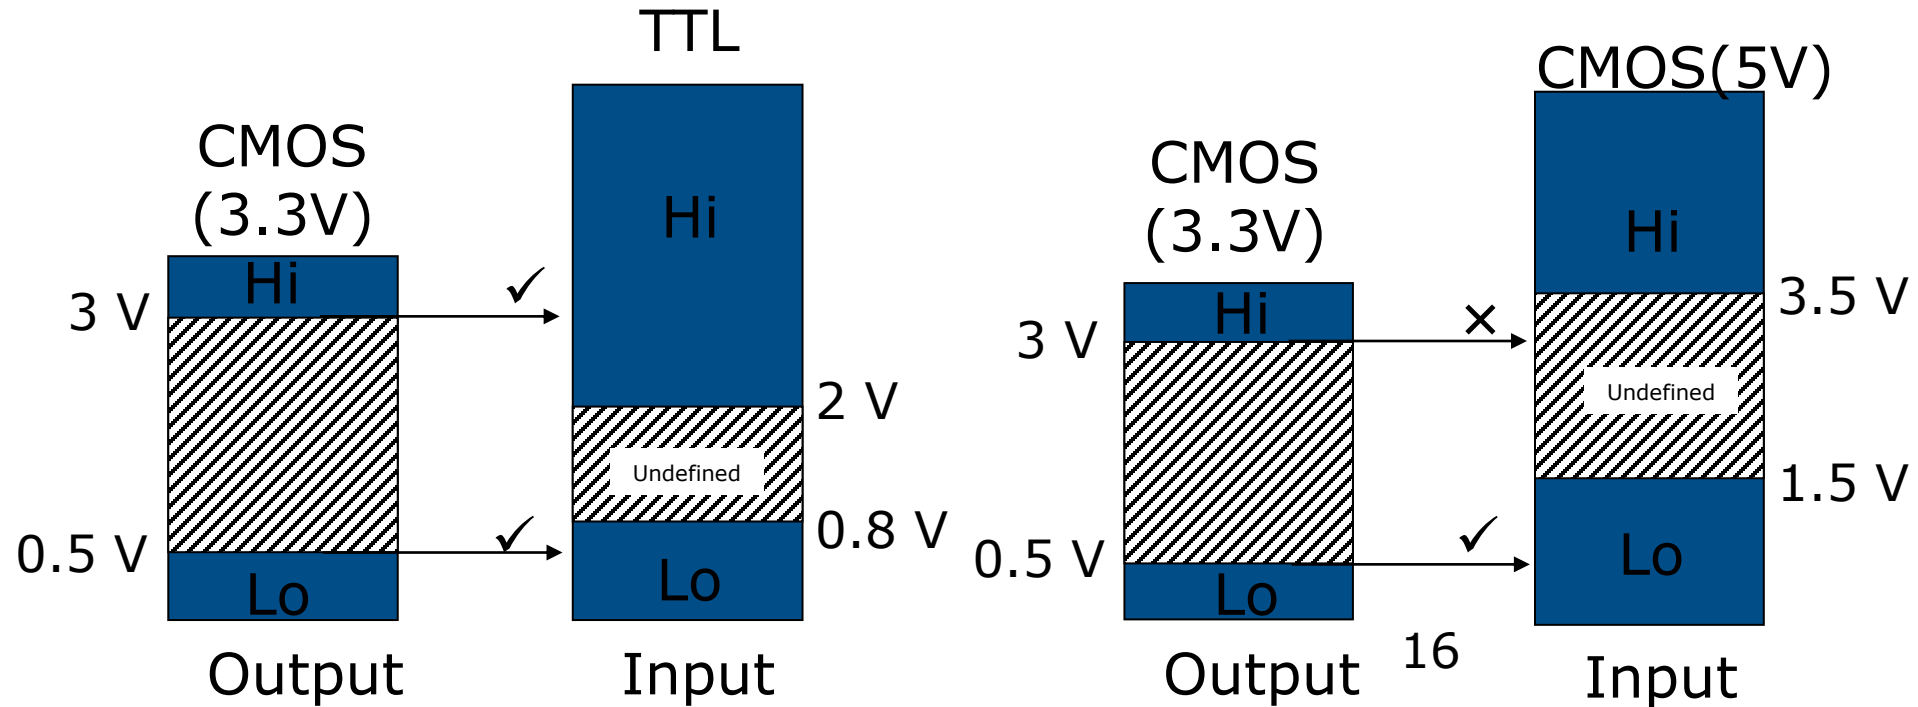 TTL
CMOS
(3.3V)
Hi
Hi
3 V
2 V
Undefined
0.8 V
0.5 V
Lo
Lo
Output
Input
CMOS(5V)
CMOS
(3.3V)
Hi
Hi
3.5 V
3 V
Undefined
1.5 V
0.5 V
Lo
Lo
16
Output
Input